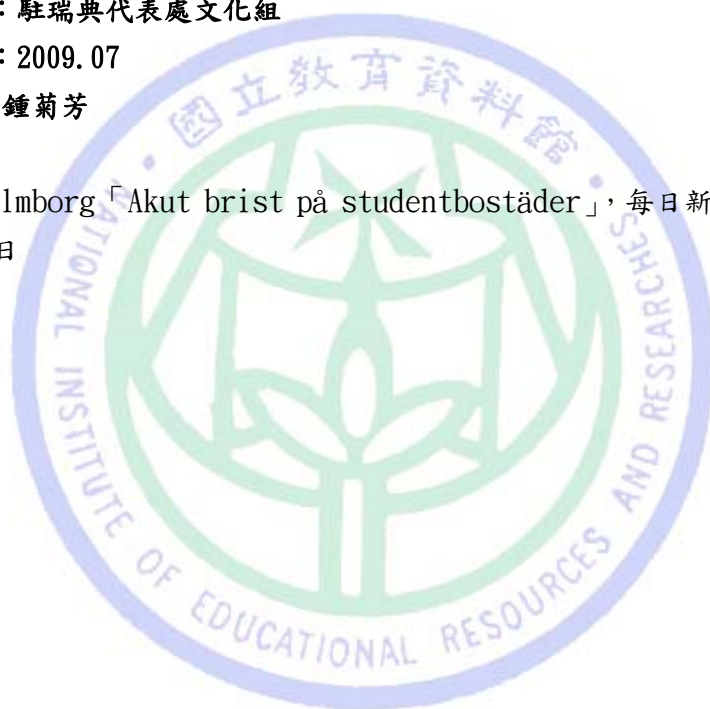 ：駐瑞典代表處文化組
：2009.07
鍾菊芳
lmborg「Akut brist på studentbostäder」，每日新
日
國立教育資料館
NATIONAL INSTITUTE OF EDUCATIONAL RESOURCES AND RESEARCHES